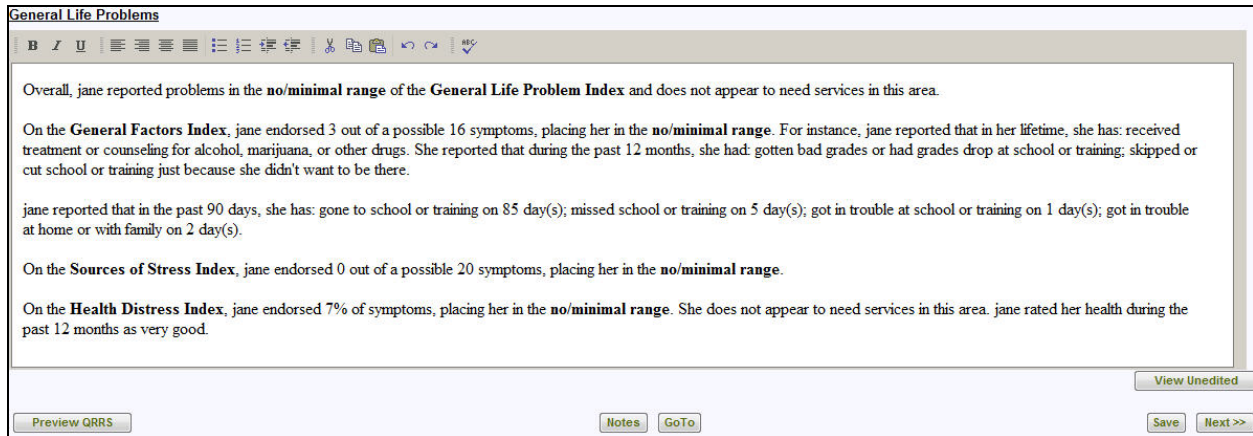 General Life Problems
B I U ABC
Overall, jane reported problems in the no/minimal range of the General Life Problem Index and does not appear to need services in this area.
On the General Factors Index, jane endorsed 3 out of a possible 16 symptoms, placing her in the no/minimal range. For instance, jane reported that in her lifetime, she has: received
treatment or counseling for alcohol, marijuana, or other drugs. She reported that during the past 12 months, she had: gotten bad grades or had grades drop at school or training; skipped or
cut school or training just because she didn't want to be there.
jane reported that in the past 90 days, she has: gone to school or training on 85 day(s); missed school or training on 5 day(s); got in trouble at school or training on 1 day(s); got in trouble
at home or with family on 2 day(s).
On the Sources of Stress Index, jane endorsed 0 out of a possible 20 symptoms, placing her in the no/minimal range.
On the Health Distress Index, jane endorsed 7% of symptoms, placing her in the no/minimal range. She does not appear to need services in this area. jane rated her health during the
past 12 months as very good.
View Unedited
Preview QRRS Notes GoTo Save Next >>